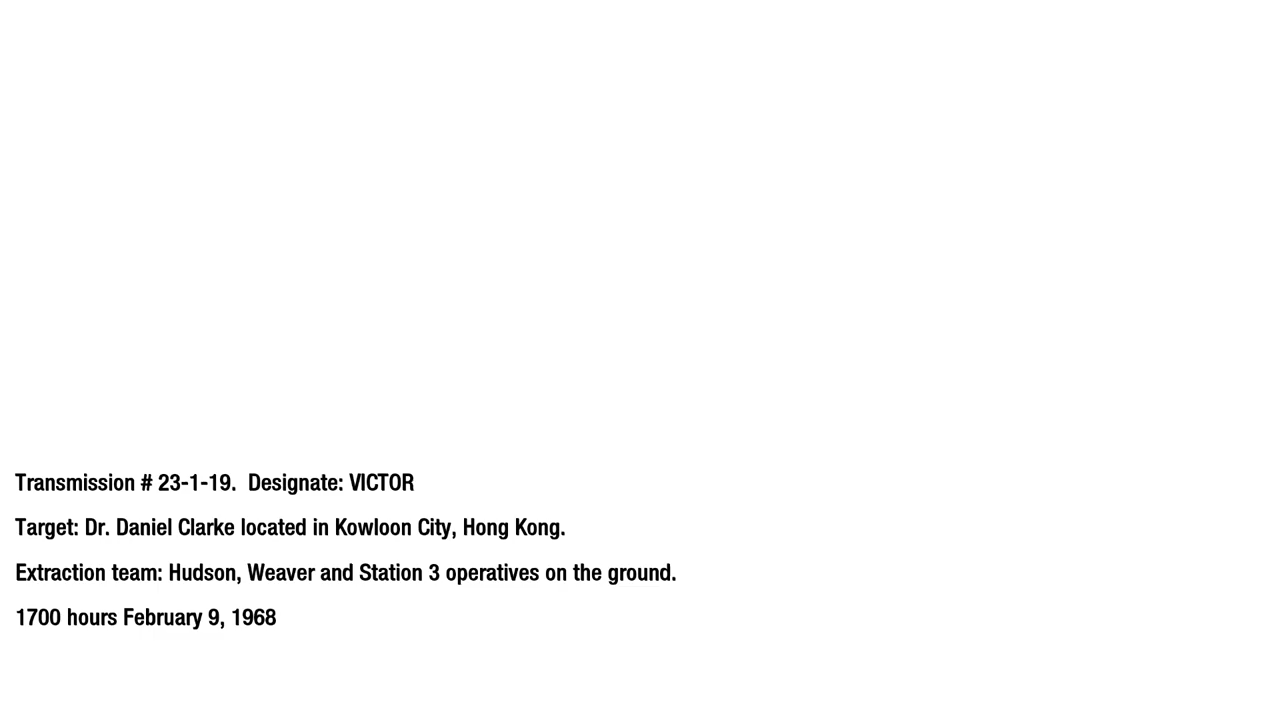 Transmission # 23-1-19.  Designate: VICTOR
Target: Dr. Daniel Clarke located in Kowloon City, Hong Kong.
Extraction team: Hudson, Weaver and Station 3 operatives on the ground.
1700 hours February 9, 1968